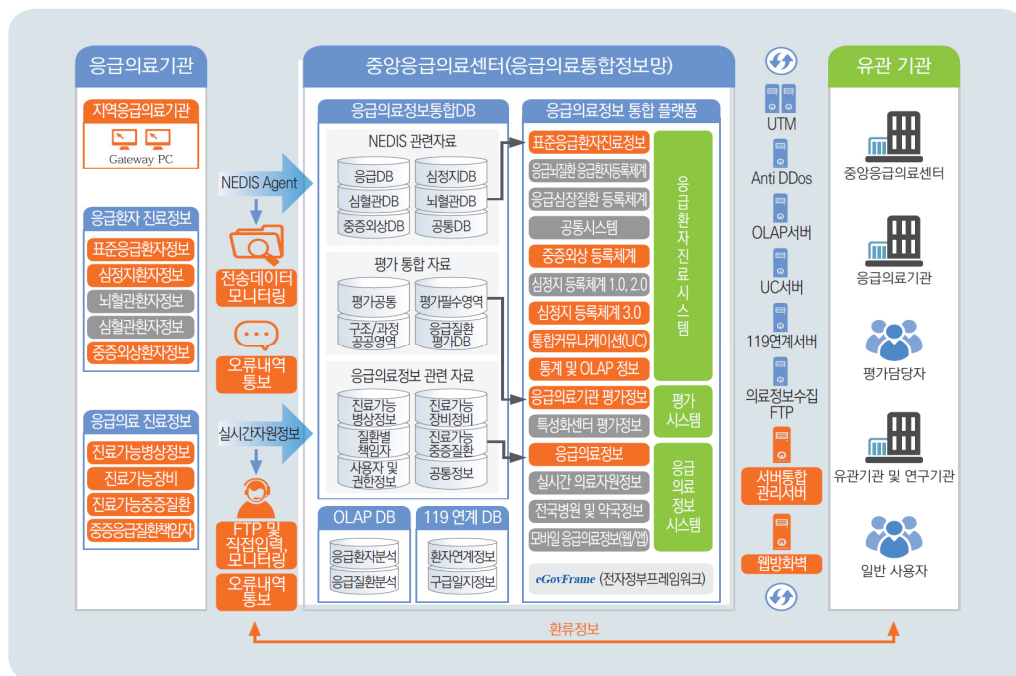 응급의료기관
지역응급의료기관
Gateway PC
응급환자 진료정보
표준응급환자정보
심정지환자정보
뇌혈관환자정보
심혈관환자정보
중증외상환자정보
응급의료 진료정보
진료가능병상정보
진료가능장비
진료가능중증질환
중증응급질환책임자
NEDIS Agent
전송데이터
모니터링
오류내역
통보
실시간자원정보
FTP 및
직접입력,
모니터링
오류내역
통보
중앙응급의료센터(응급의료통합정보망)
응급의료정보통합DB
NEDIS 관련자료
응급DB
심정지DB
심혈관DB
뇌혈관DB
중증외상DB
공통DB
평가 통합 자료
평가공통
평가필수영역
구조/과정
공공영역
응급질환
평가DB
응급의료정보 관련 자료
진료가능
병상정보
진료가능
장비정비
질환별
책임자
진료가능
중증질환
사용자 및
권한정보
공통정보
OLAP DB
응급환자분석
응급질환분석
119 연계 DB
환자연계정보
구급일지정보
응급의료정보 통합 플랫폼
표준응급환자진료정보
응급뇌질환 응급환자등록체계
응급심장질환 등록체계
공통시스템
중증외상 등록체계
심정지 등록체계 1.0, 2.0
심정지 등록체계 3.0
통합커뮤니케이션(UC)
통계 및 OLAP 정보
응급환자진료시스템
응급의료기관 평가정보
특성화센터 평가정보
평가
시스템
응급의료정보
실시간 의료자원정보
전국병원 및 약국정보
모바일 응급의료정보(웹/앱)
응급
의료
정보
시스템
eGovFrame (전자정부프레임워크)
UTM
Anti DDos
OLAP서버
UC서버
119연계서버
의료정보수집
FTP
서버통합
관리서버
웹방화벽
유관 기관
중앙응급의료센터
응급의료기관
평가담당자
유관기관 및 연구기관
일반 사용자
환류정보